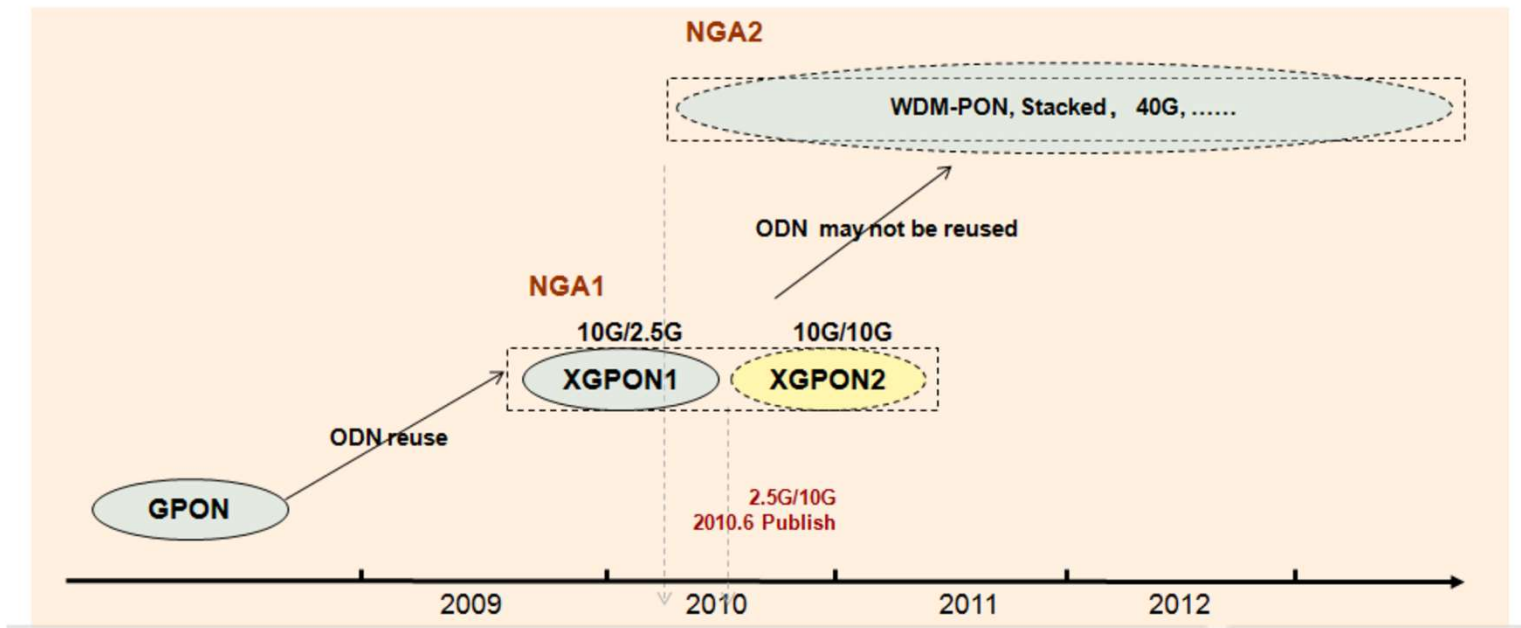 NGA2
WDM-PON, Stacked， 40G, ……
ODN may not be reused
NGA1
10G/2.5G 10G/10G
XGPON1 XGPON2
ODN reuse
GPON
2.5G/10G
2010.6 Publish
2009 2010 2011 2012